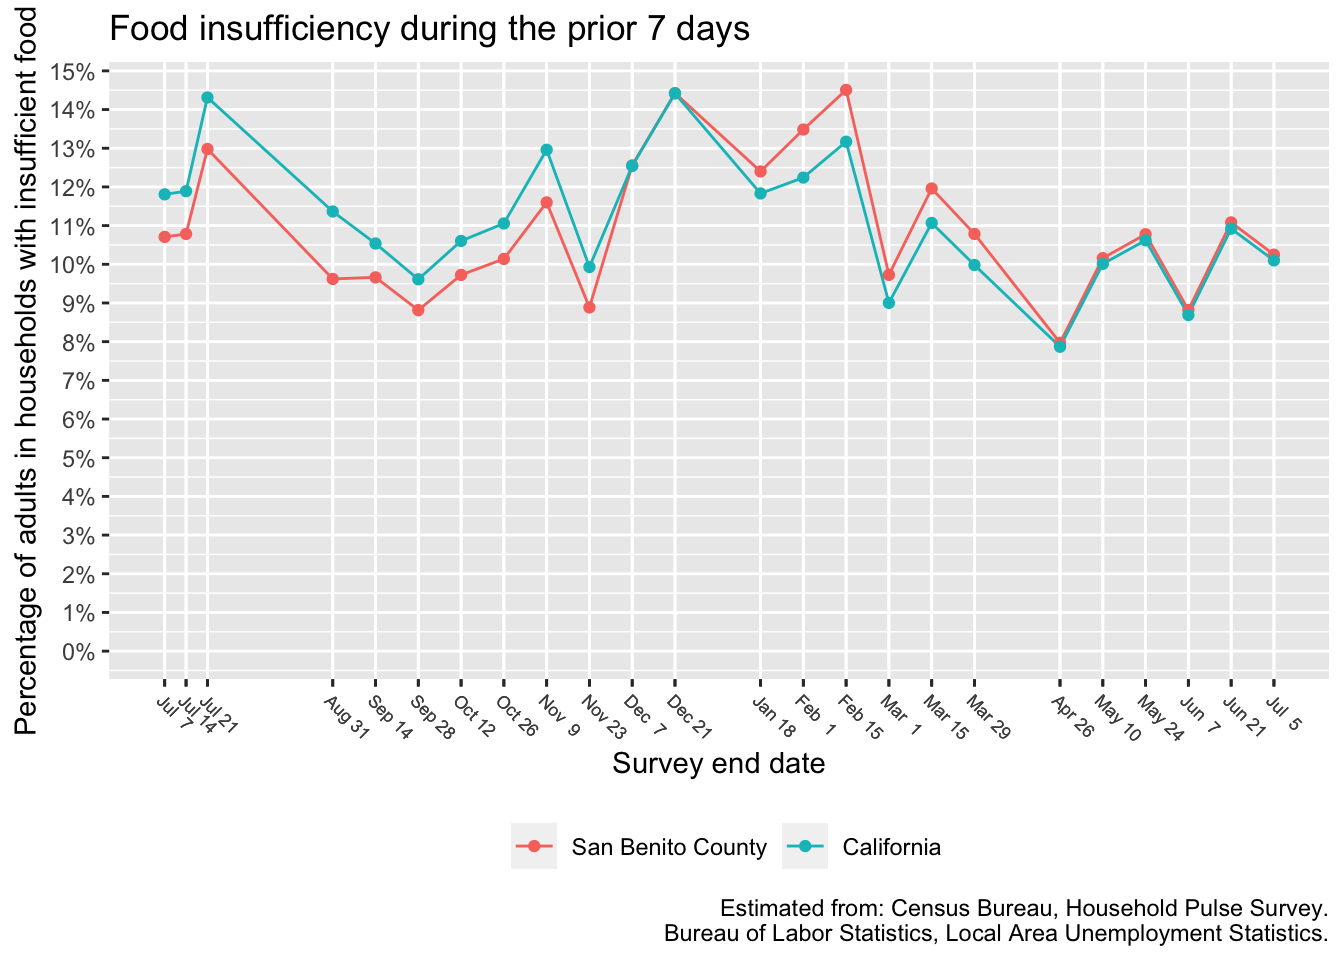 Food insufficiency during the prior 7 days
Percentage of adults in households with insufficient food
15%
14%
13%
12%
11%
10%
9%
8%
7%
6%
5%
4%
3%
2%
1%
0%
Jul 7
Jul 14
Jul 21
Aug 31
Sep 14
Sep 28
Oct 12
Oct 26
Nov 9
Nov 23
Dec 7
Dec 21
Jan 18
Feb 1
Feb 15
Mar 1
Mar 15
Mar 29
Apr 26
May 10
May 24
Jun 7
Jun 21
Jul 5
Survey end date
San Benito County
California
Estimated from: Census Bureau, Household Pulse Survey.
Bureau of Labor Statistics, Local Area Unemployment Statistics.